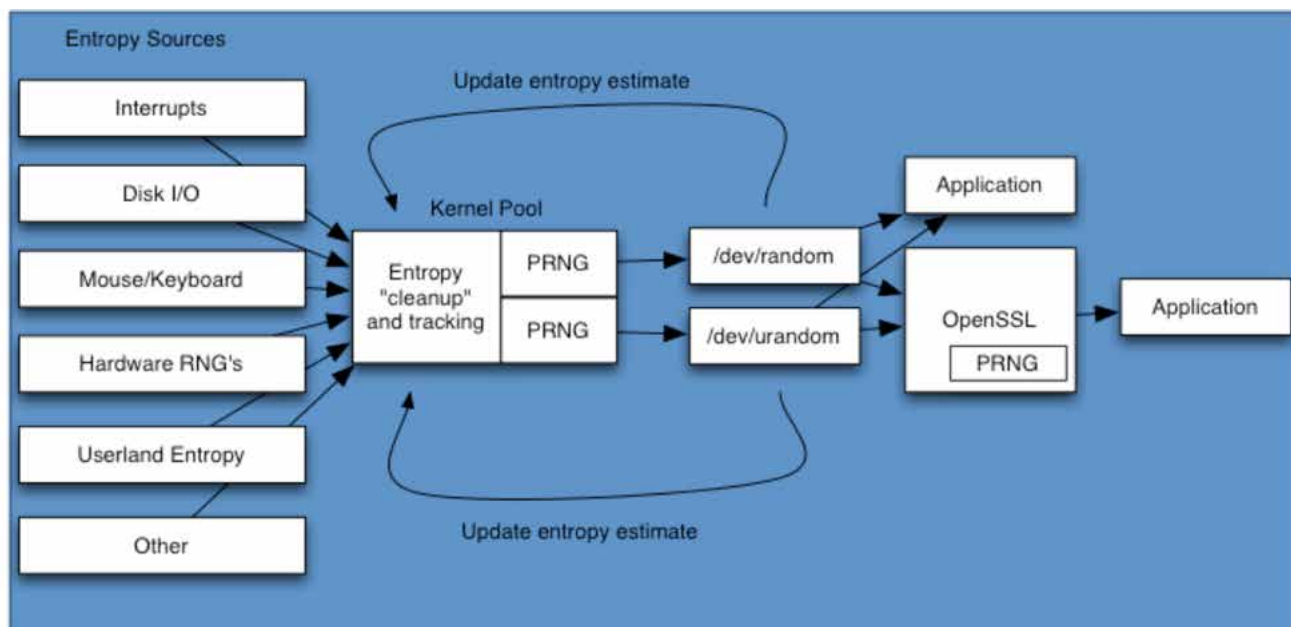 Entropy Sources
Interrupts
Disk I/O
Mouse/Keyboard
Hardware RNG's
Userland Entropy
Other
Update entropy estimate
Kernel Pool
Entropy
"cleanup"
and tracking
PRNG
PRNG
/dev/random
/dev/urandom
Update entropy estimate
Application
OpenSSL
PRNG
Application